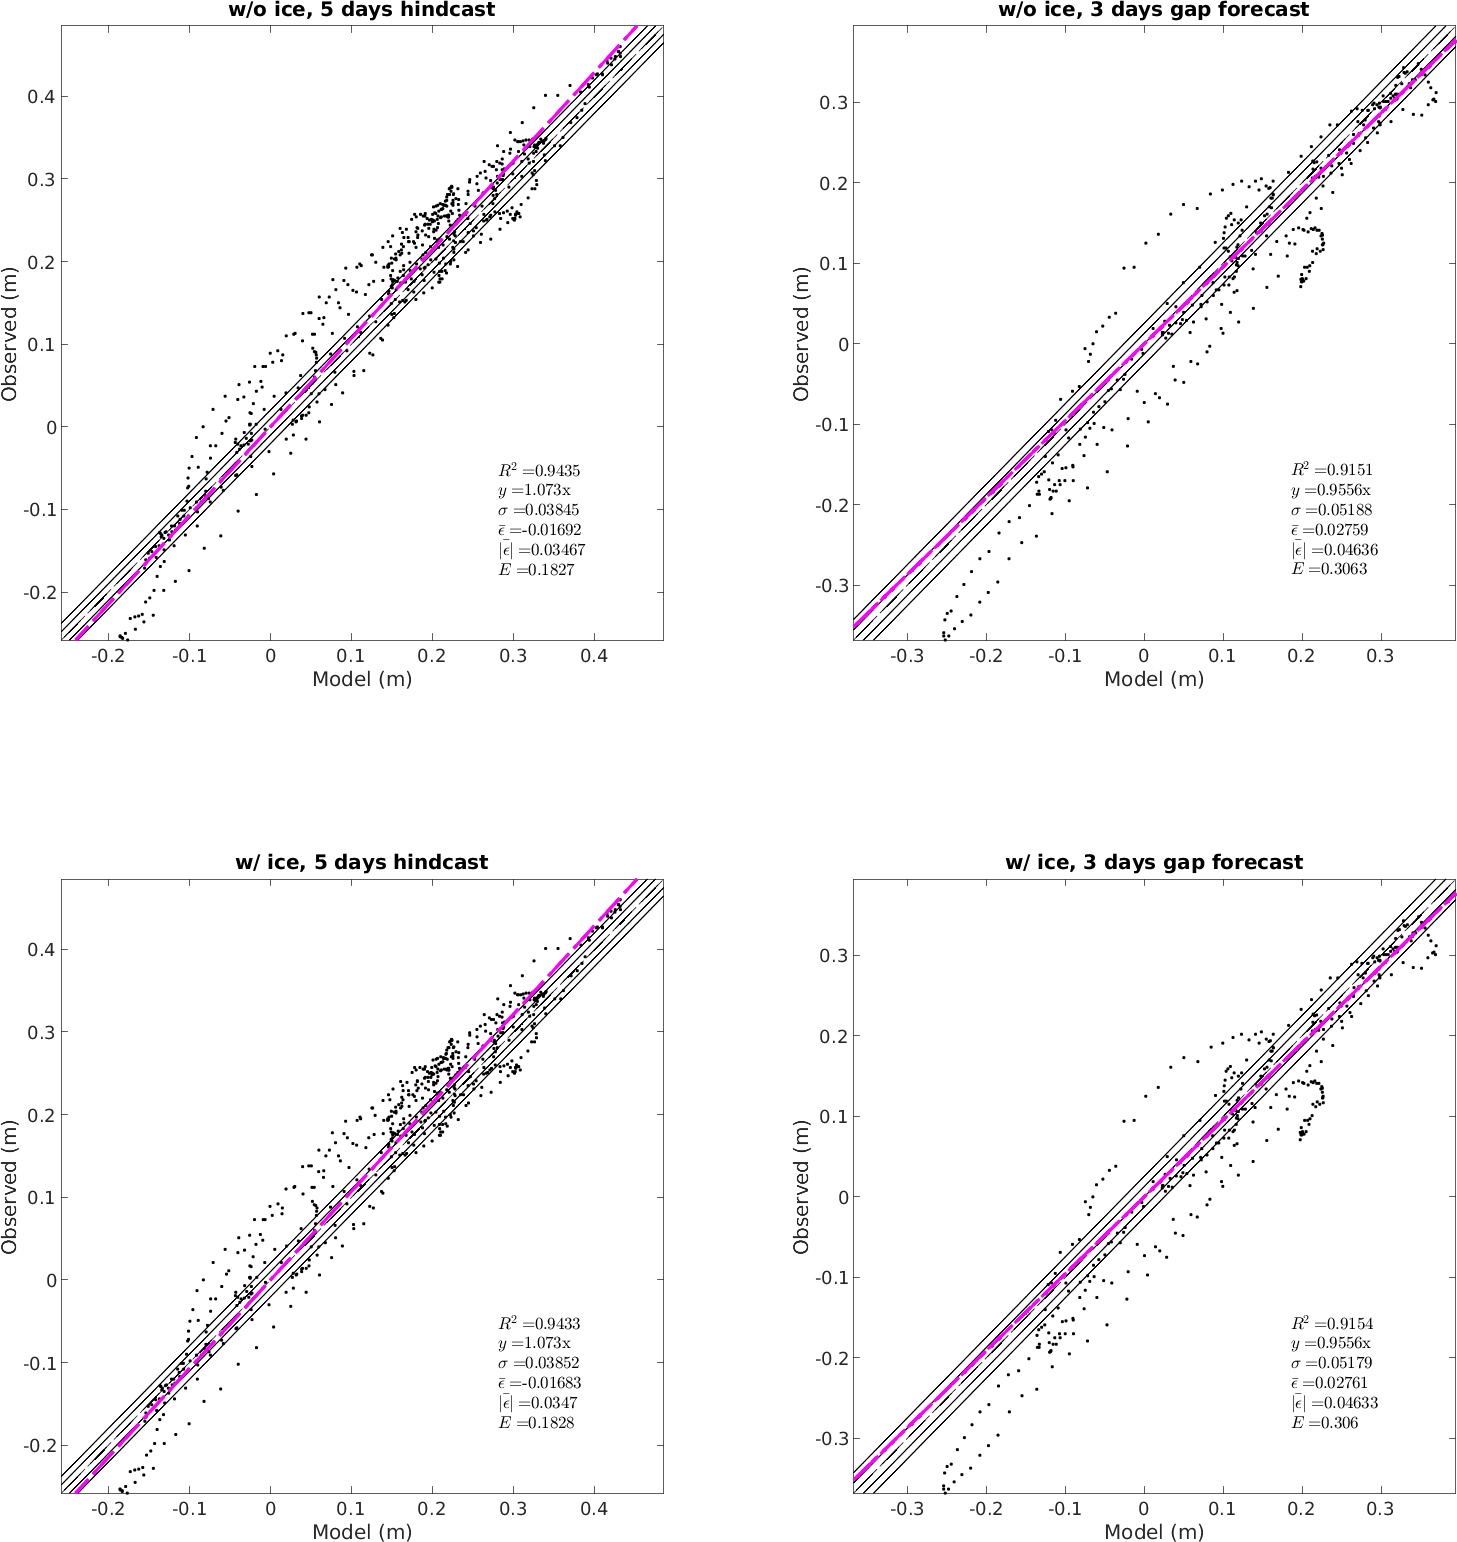 w/o ice, 5 days hindcast
0.4
0.3
0.2
0.1
0
-0.1
-0.2
Observed (m)
R² =0.9435
y =1.073x
σ =0.03845
ϵ̄ =-0.01692
|ϵ̄| =0.03467
E =0.1827
-0.2 -0.1 0 0.1 0.2 0.3 0.4
Model (m)
w/o ice, 3 days gap forecast
0.3
0.2
0.1
0
-0.1
-0.2
-0.3
Observed (m)
R² =0.9151
y =0.9556x
σ =0.05188
ϵ̄ =0.02759
|ϵ̄| =0.04636
E =0.3063
-0.3 -0.2 -0.1 0 0.1 0.2 0.3
Model (m)
w/ ice, 5 days hindcast
0.4
0.3
0.2
0.1
0
-0.1
-0.2
Observed (m)
R² =0.9433
y =1.073x
σ =0.03852
ϵ̄ =-0.01683
|ϵ̄| =0.0347
E =0.1828
-0.2 -0.1 0 0.1 0.2 0.3 0.4
Model (m)
w/ ice, 3 days gap forecast
0.3
0.2
0.1
0
-0.1
-0.2
-0.3
Observed (m)
R² =0.9154
y =0.9556x
σ =0.05179
ϵ̄ =0.02761
|ϵ̄| =0.04633
E =0.306
-0.3 -0.2 -0.1 0 0.1 0.2 0.3
Model (m)